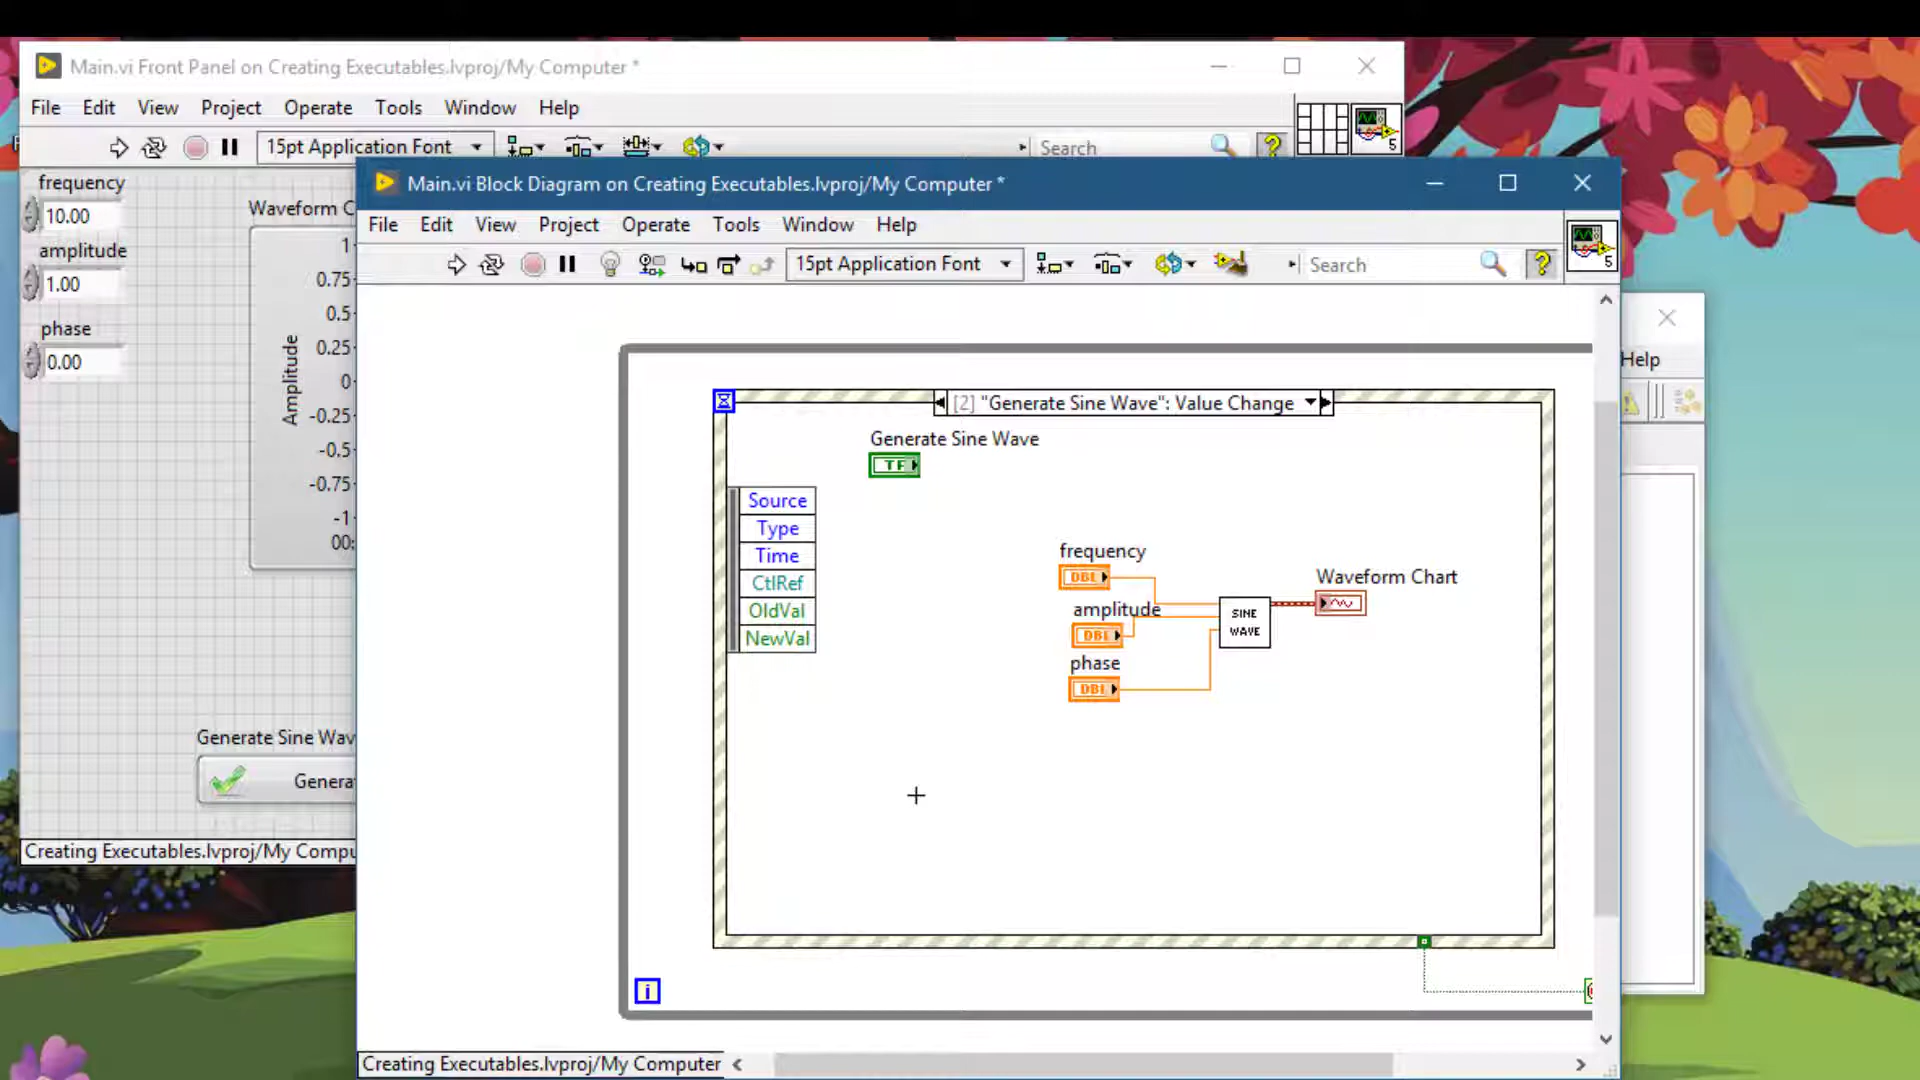 Main.vi Front Panel on Creating Executables.lvproj/My Computer *
File Edit View Project Operate Tools Window Help
15pt Application Font
Search
5
frequency
10.00
amplitude
1.00
phase
0.00
Waveform C
Amplitude
1
0.75
0.5
0.25
0
-0.25
-0.5
-0.75
-1
00:
Generate Sine Wav
Genera
Creating Executables.lvproj/My Compu
Main.vi Block Diagram on Creating Executables.lvproj/My Computer *
File Edit View Project Operate Tools Window Help
15pt Application Font
Search
5
[2] "Generate Sine Wave": Value Change
Generate Sine Wave
TF
Source
Type
Time
CtlRef
OldVal
NewVal
frequency
DBL
amplitude
DBL
phase
DBL
SINE
WAVE
Waveform Chart
i
Creating Executables.lvproj/My Computer
Help